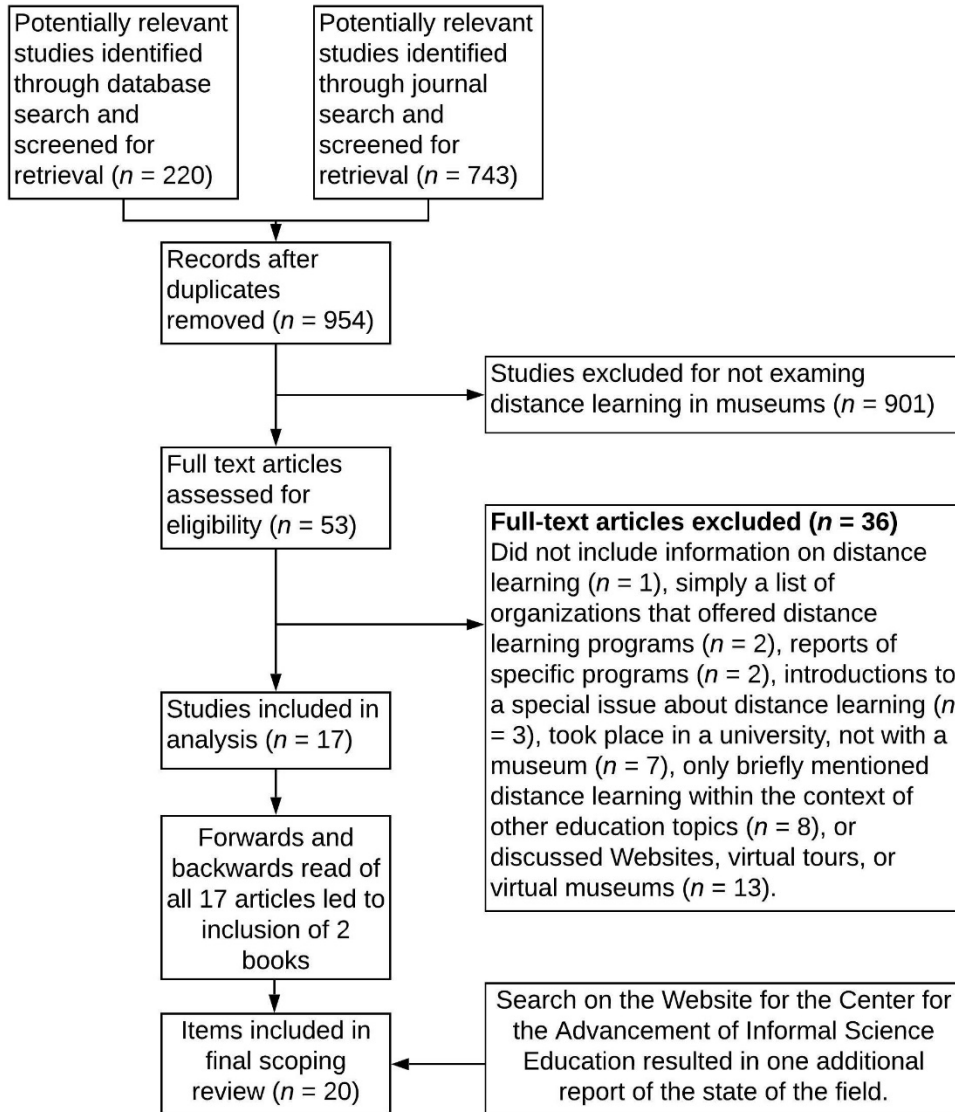 Potentially relevant
studies identified
through database
search and
screened for
retrieval (n = 220)
Potentially relevant
studies identified
through journal
search and
screened for
retrieval (n = 743)
Records after
duplicates
removed (n = 954)
Studies excluded for not examing
distance learning in museums (n = 901)
Full text articles
assessed for
eligibility (n = 53)
Full-text articles excluded (n = 36)
Did not include information on distance
learning (n = 1), simply a list of
organizations that offered distance
learning programs (n = 2), reports of
specific programs (n = 2), introductions to
a special issue about distance learning (n
= 3), took place in a university, not with a
museum (n = 7), only briefly mentioned
distance learning within the context of
other education topics (n = 8), or
discussed Websites, virtual tours, or
virtual museums (n = 13).
Studies included in
analysis (n = 17)
Forwards and
backwards read of
all 17 articles led to
inclusion of 2
books
Items included in
final scoping
review (n = 20)
Search on the Website for the Center for
the Advancement of Informal Science
Education resulted in one additional
report of the state of the field.